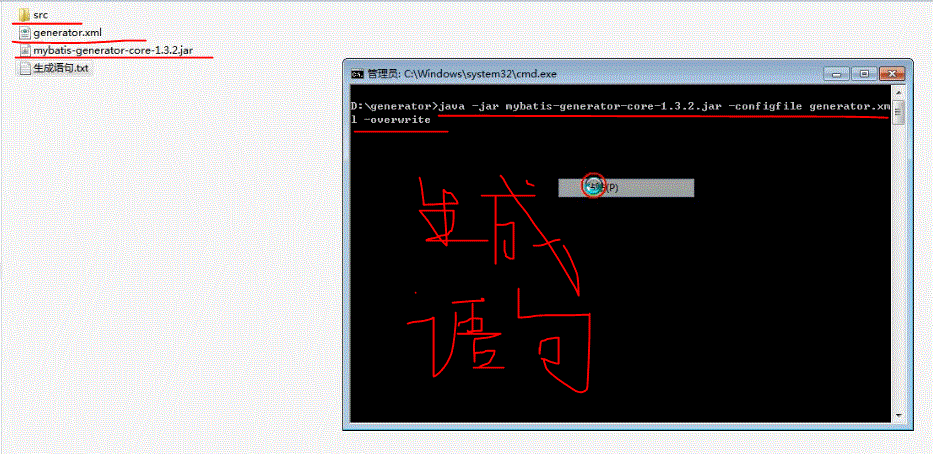 src
generator.xml
mybatis-generator-core-1.3.2.jar
生成语句.txt
管理员: C:\Windows\system32\cmd.exe
D:\generator>java -jar mybatis-generator-core-1.3.2.jar -configfile generator.xm
l -overwrite
(P)
生成
语句